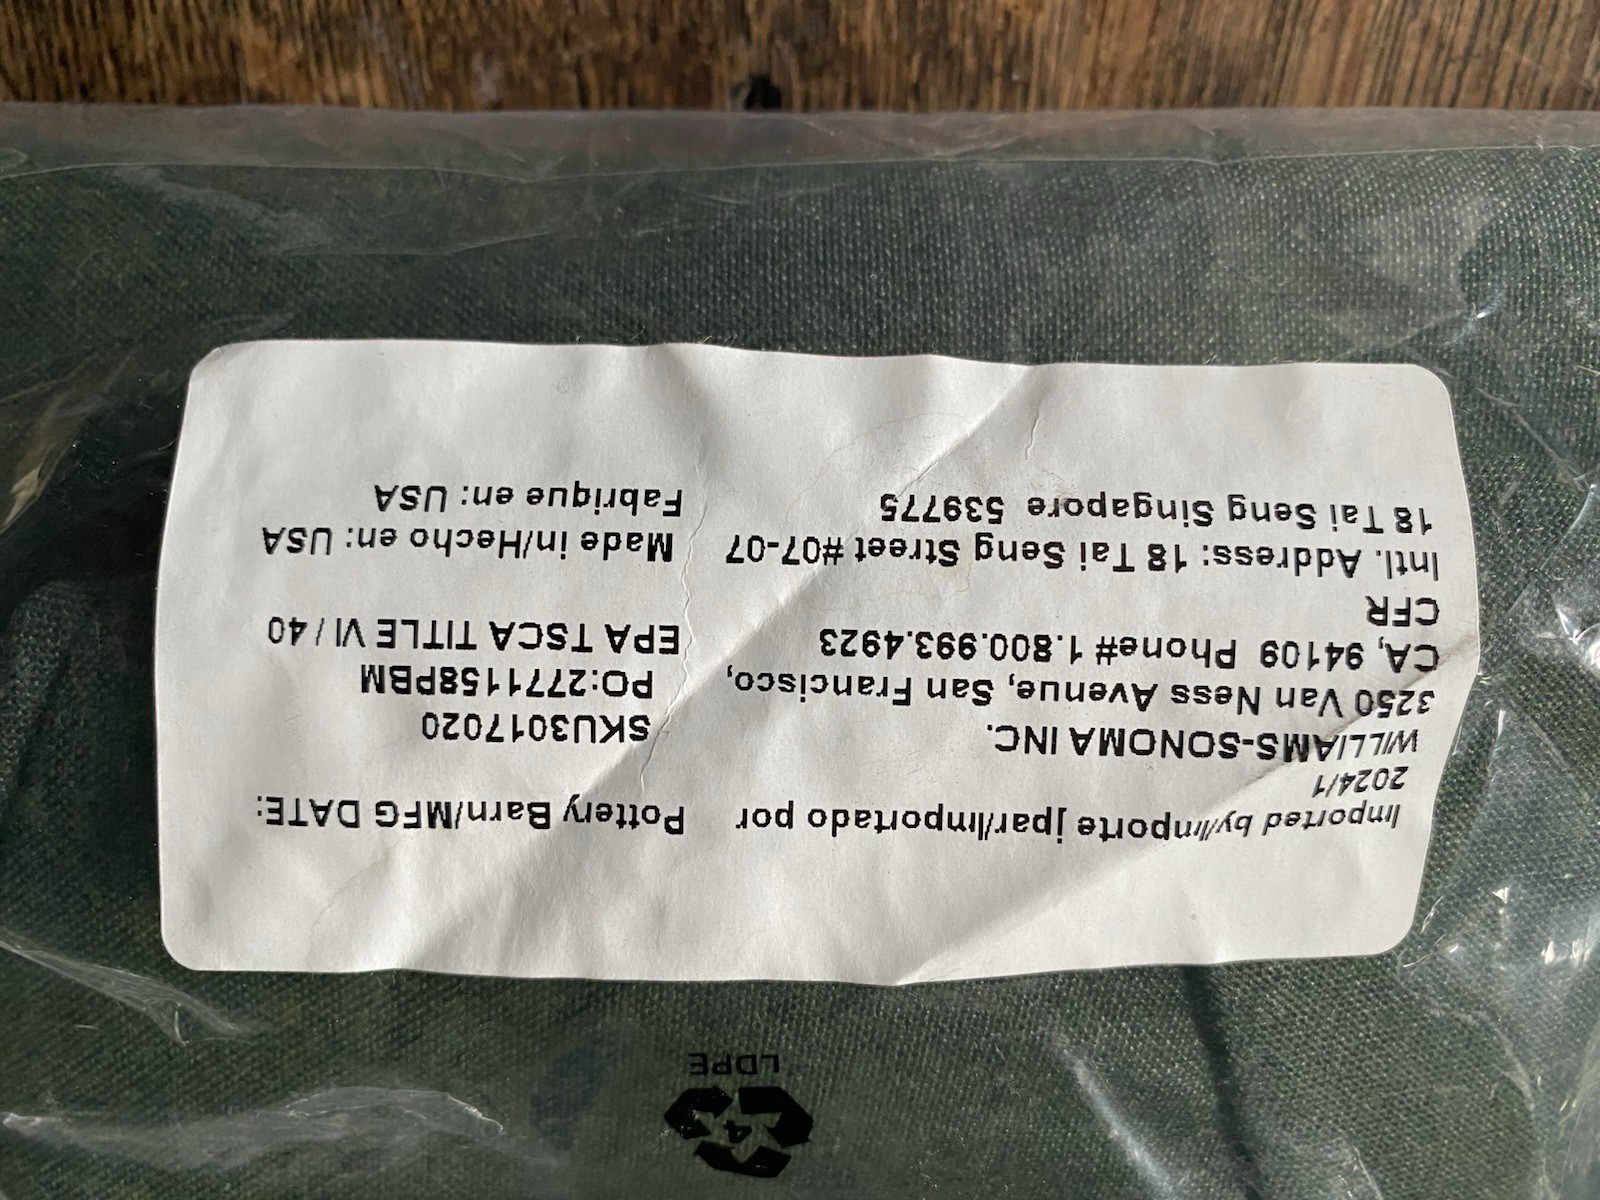 4
LDPE
Imported by/Importe jpar/Importado por Pottery Barn/MFG DATE:
2024/1
WILLIAMS-SONOMA INC. SKU3017020
3250 Van Ness Avenue, San Francisco, PO:2771158PBM
CA, 94109 Phone# 1.800.993.4923 EPA TSCA TITLE VI / 40
CFR
Intl. Address: 18 Tai Seng Street #07-07 Made in/Hecho en: USA
18 Tai Seng Singapore 539775 Fabrique en: USA